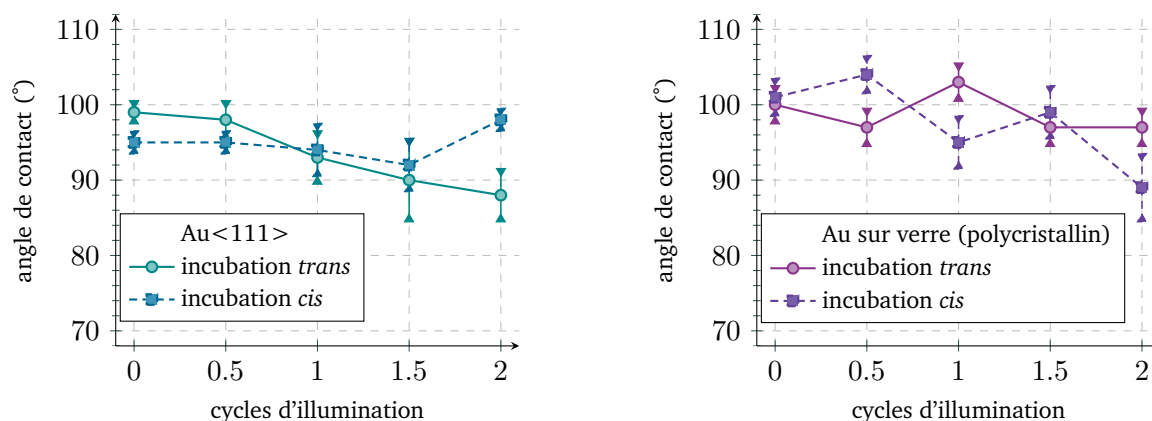 110
100
90
80
70
angle de contact (°)
Au<111>
incubation trans
incubation cis
0 0.5 1 1.5 2
cycles d'illumination
110
100
90
80
70
angle de contact (°)
Au sur verre (polycristallin)
incubation trans
incubation cis
0 0.5 1 1.5 2
cycles d'illumination